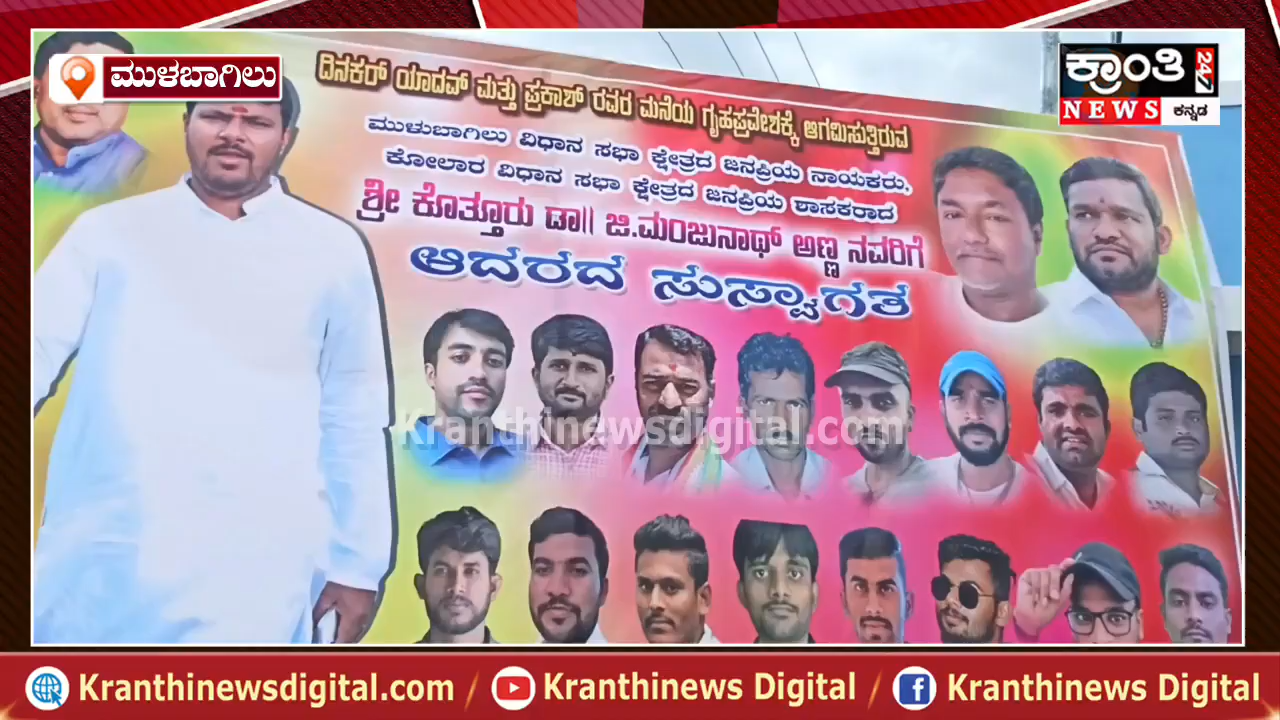 ಮುಳಬಾಗಿಲು
ಕ್ರಾಂತಿ
24x7
NEWS
ಕನ್ನಡ
ದಿನಕರ್ ಯಾದವ್ ಮತ್ತು ಪ್ರಕಾಶ್ ರವರ ಮನೆಯ ಗೃಹಪ್ರವೇಶಕ್ಕೆ ಆಗಮಿಸುತ್ತಿರುವ
ಮುಳುಬಾಗಿಲು ವಿಧಾನ ಸಭಾ ಕ್ಷೇತ್ರದ ಜನಪ್ರಿಯ ನಾಯಕರು,
ಕೋಲಾರ ವಿಧಾನ ಸಭಾ ಕ್ಷೇತ್ರದ ಜನಪ್ರಿಯ ಶಾಸಕರಾದ
ಶ್ರೀ ಕೊತ್ತೂರು ಡಾ|| ಜಿ.ಮಂಜುನಾಥ್ ಅಣ್ಣ ನವರಿಗೆ
ಆದರದ ಸುಸ್ವಾಗತ
Kranthinewsdigital.com
Kranthinewsdigital.com / Kranthinews Digital / Kranthinews Digital